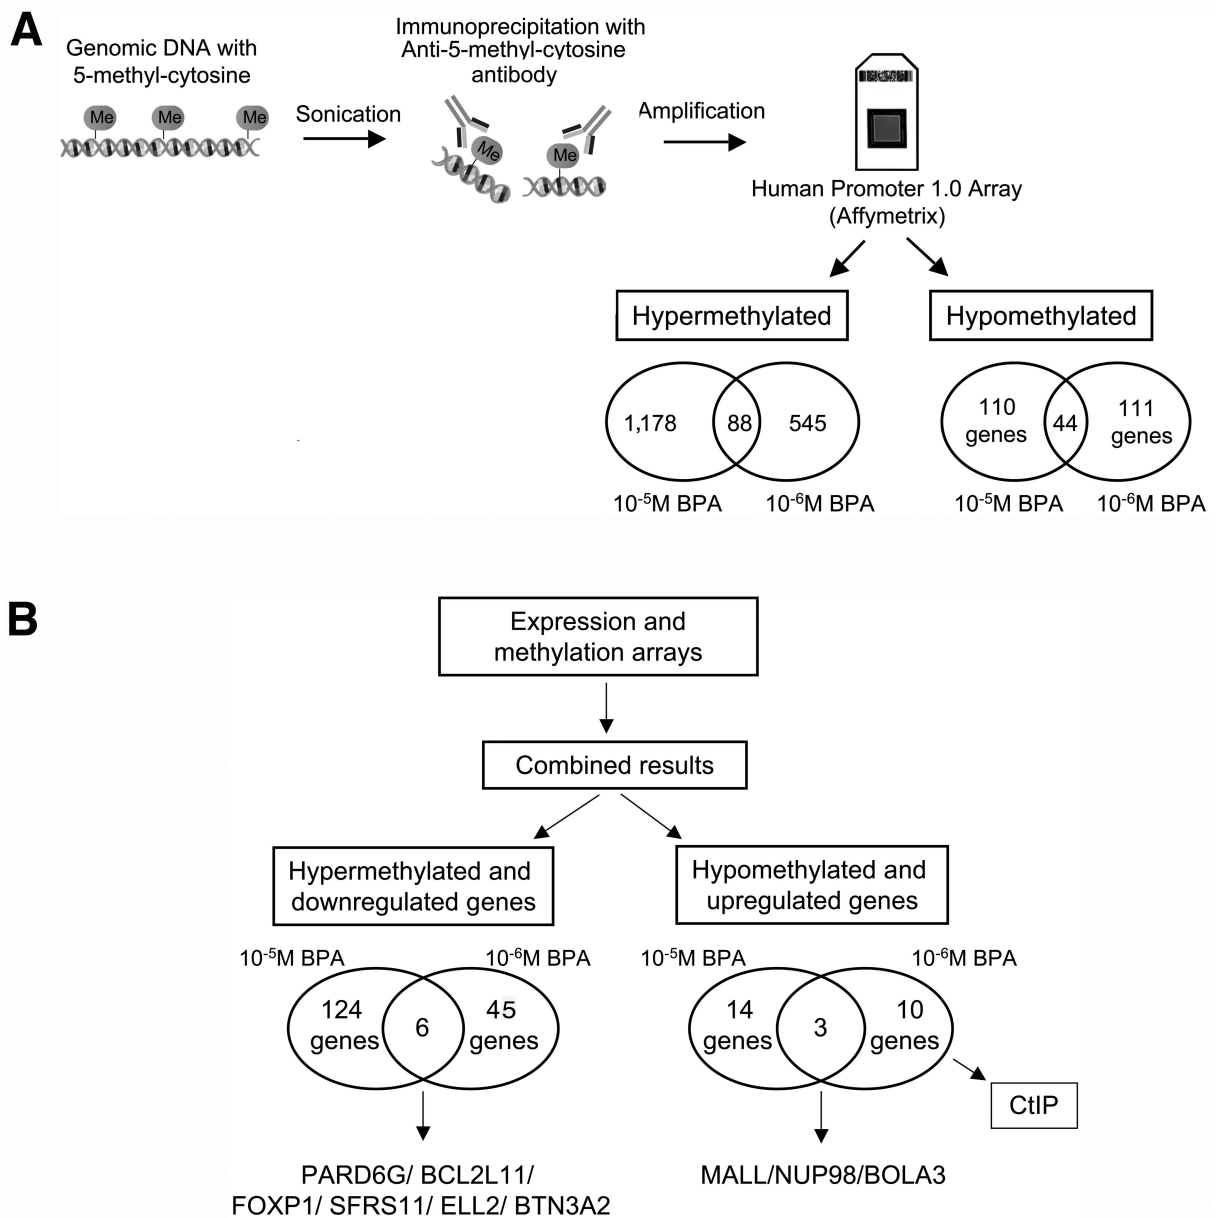 A
Genomic DNA with
5-methyl-cytosine
Me
Me
Me
Sonication
Immunoprecipitation with
Anti-5-methyl-cytosine
antibody
Me
Me
Amplification
Human Promoter 1.0 Array
(Affymetrix)
Hypermethylated
Hypomethylated
1,178
88
545
110
genes
44
111
genes
10⁻⁵M BPA
10⁻⁶M BPA
10⁻⁵M BPA
10⁻⁶M BPA
B
Expression and
methylation arrays
Combined results
Hypermethylated and
downregulated genes
Hypomethylated and
upregulated genes
10⁻⁵M BPA
10⁻⁶M BPA
10⁻⁵M BPA
10⁻⁶M BPA
124
genes
6
45
genes
14
genes
3
10
genes
CtIP
PARD6G/ BCL2L11/
FOXP1/ SFRS11/ ELL2/ BTN3A2
MALL/NUP98/BOLA3